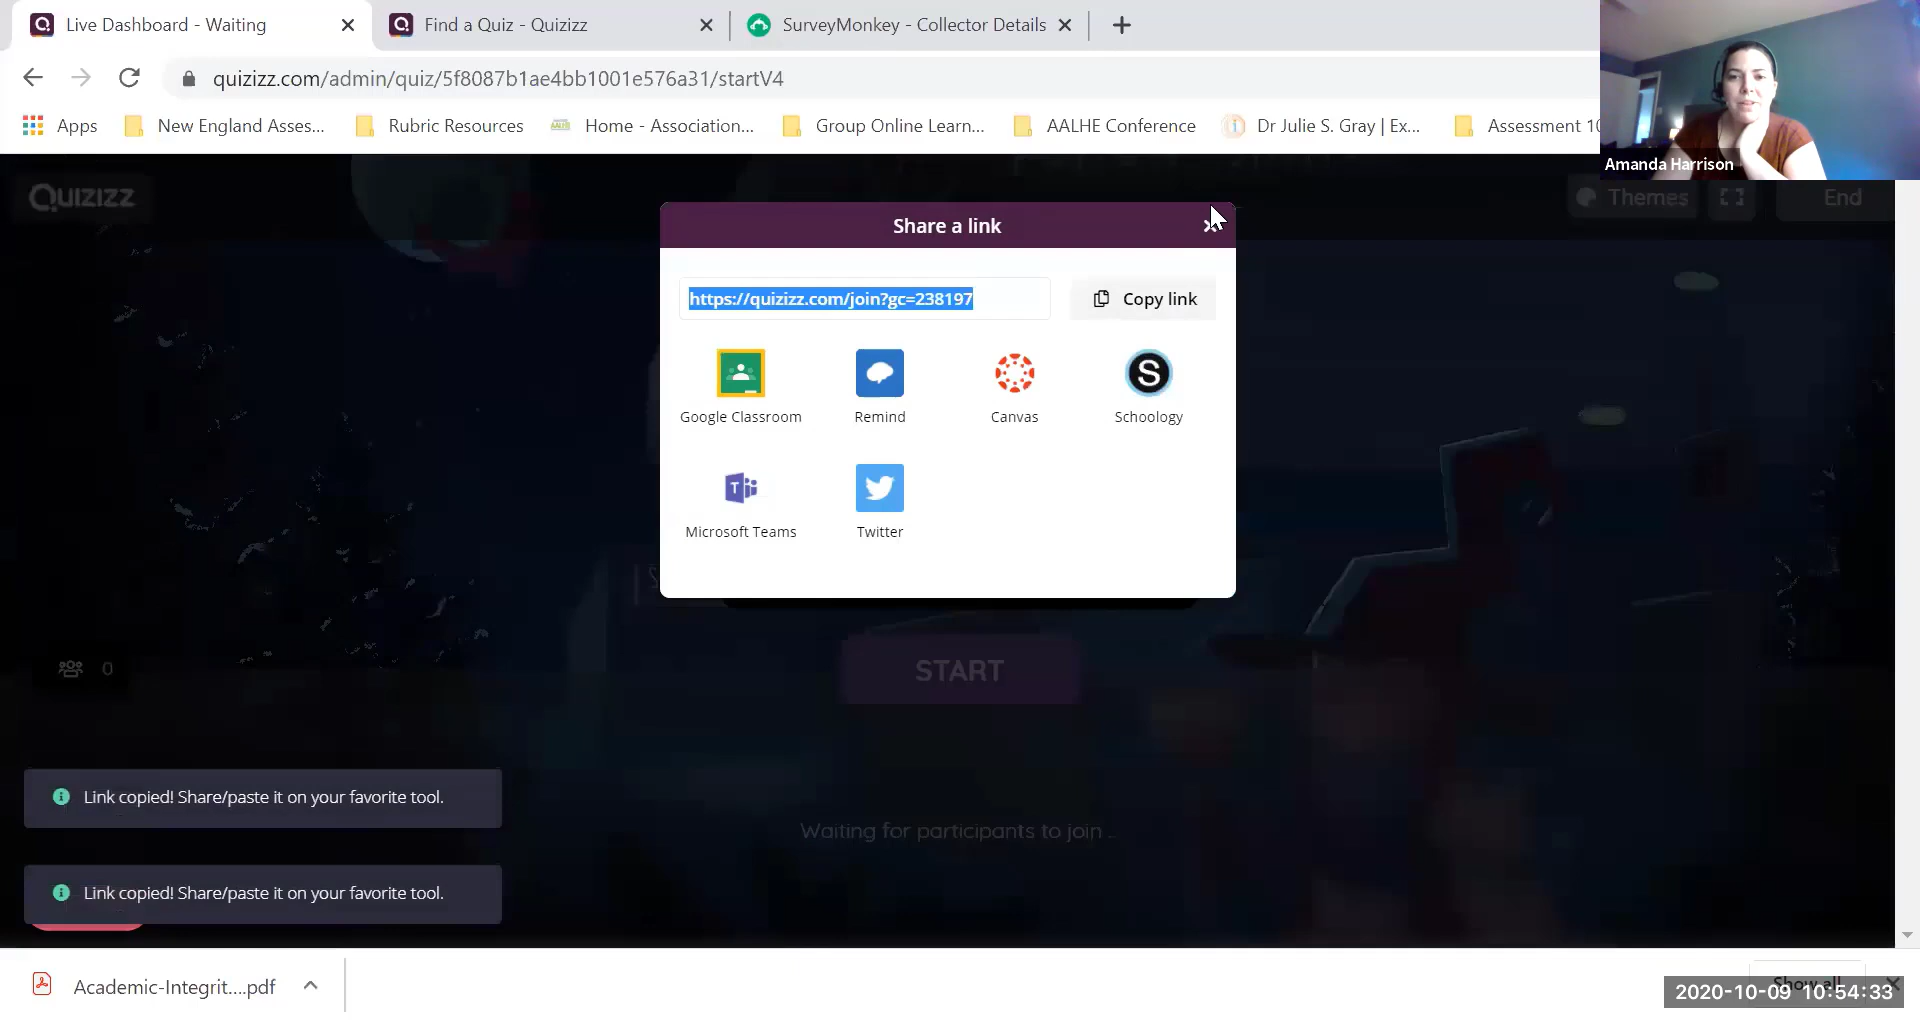 Live Dashboard - Waiting
Find a Quiz - Quizizz
SurveyMonkey - Collector Details
quizizz.com/admin/quiz/5f8087b1ae4bb1001e576a31/startV4
Apps
New England Asses...
Rubric Resources
Home - Association...
Group Online Learn...
AALHE Conference
Dr Julie S. Gray | Ex...
Assessment 10
Amanda Harrison
Quizizz
Themes
End
Share a link
https://quizizz.com/join?gc=238197
Copy link
Google Classroom
Remind
Canvas
Schoology
Microsoft Teams
Twitter
0
START
Link copied! Share/paste it on your favorite tool.
Waiting for participants to join ..
Link copied! Share/paste it on your favorite tool.
Academic-Integrit....pdf
Show all
2020-10-09 10:54:33